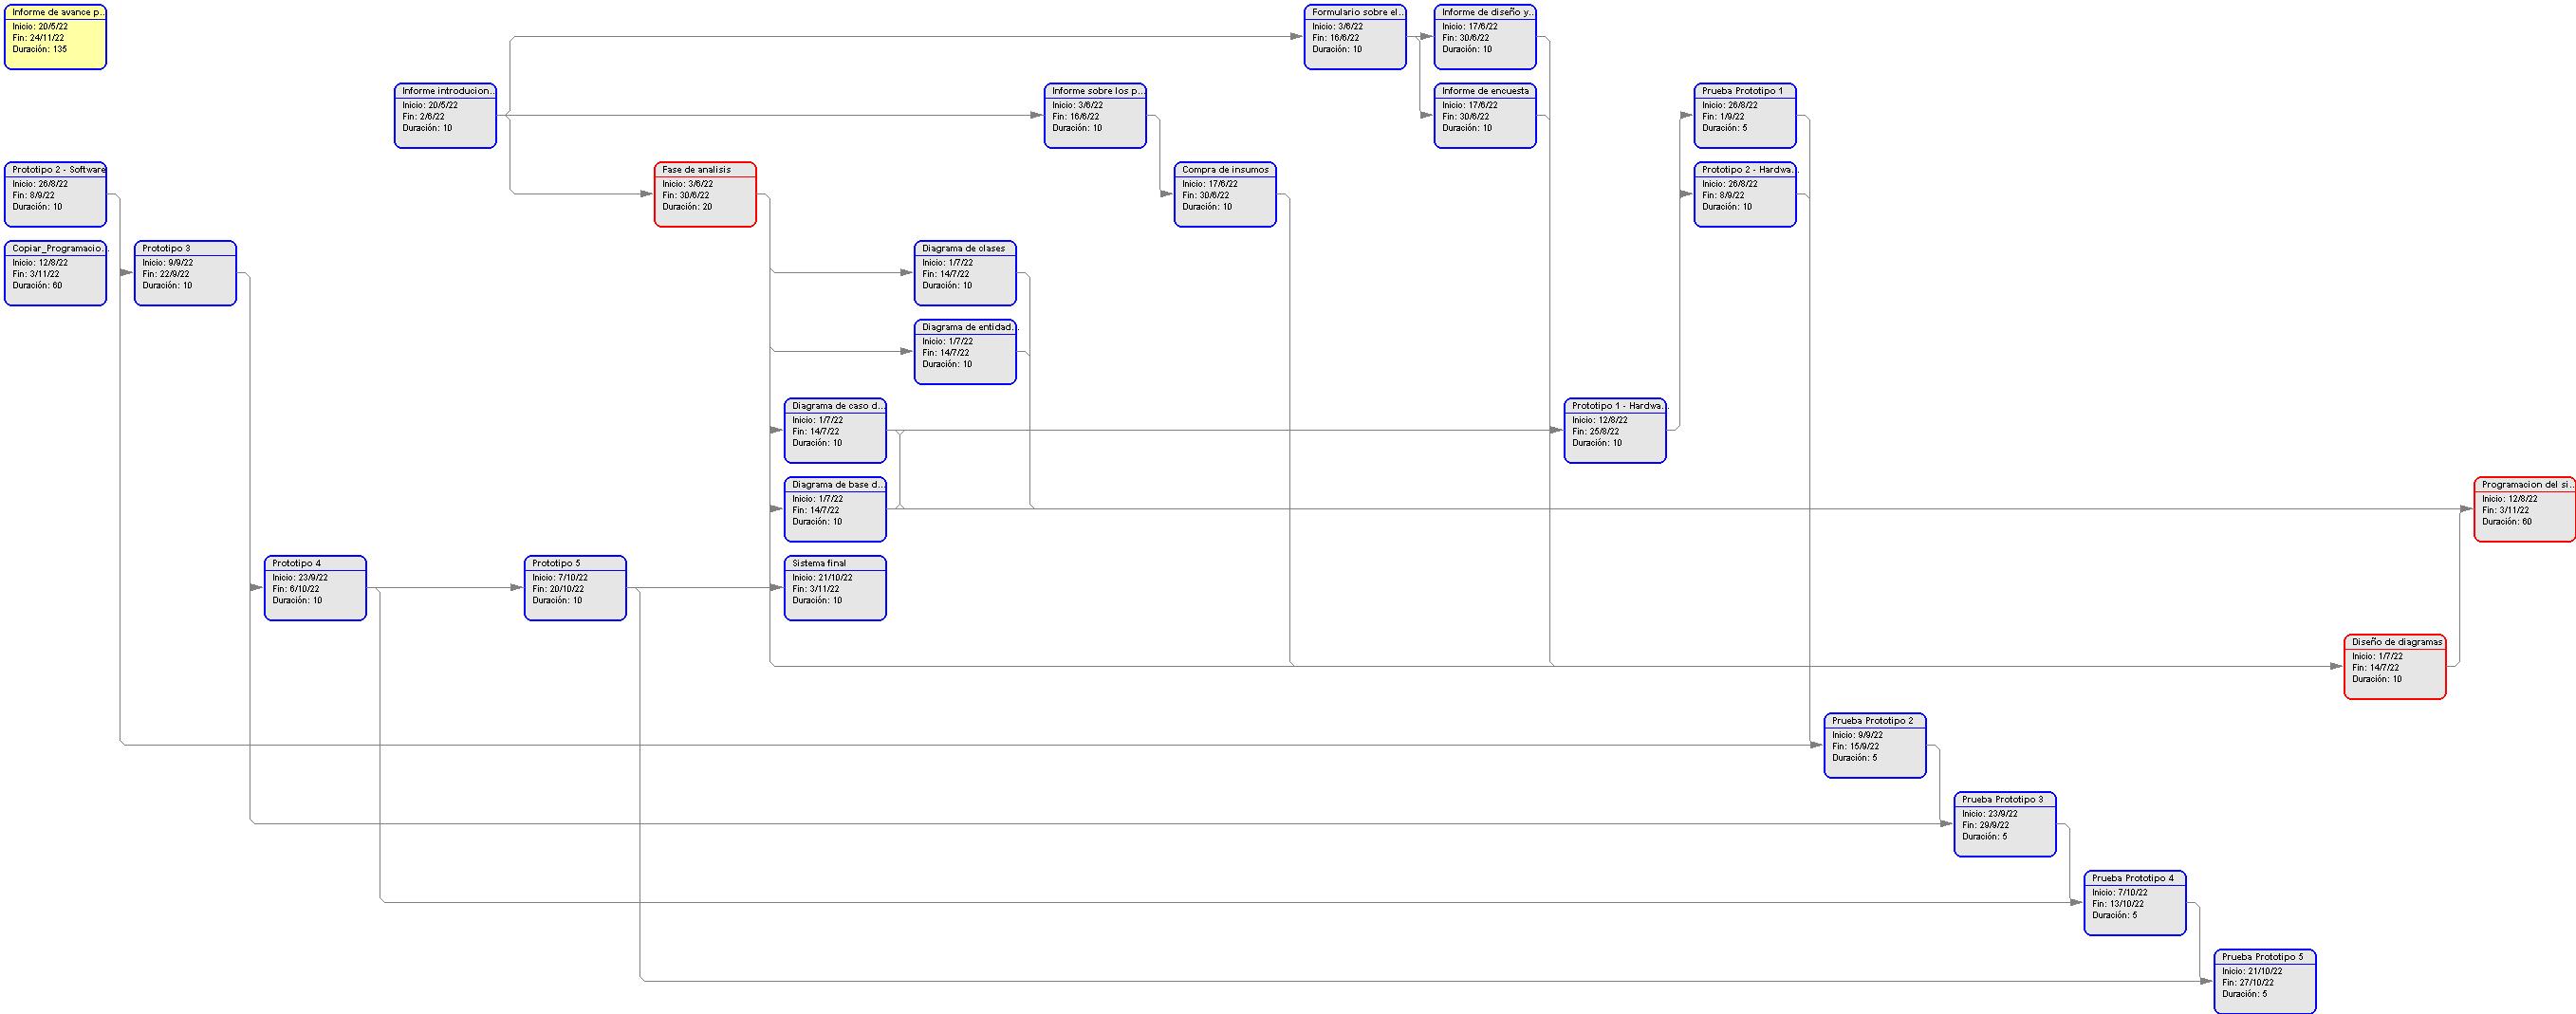 Informe de avance p...
Inicio: 20/5/22
Fin: 24/11/22
Duración: 135
Formulario sobre el...
Inicio: 3/6/22
Fin: 16/6/22
Duración: 10
Informe de diseño y...
Inicio: 17/6/22
Fin: 30/6/22
Duración: 10
Informe introducion...
Inicio: 20/5/22
Fin: 2/6/22
Duración: 10
Informe sobre los p...
Inicio: 3/6/22
Fin: 16/6/22
Duración: 10
Informe de encuesta
Inicio: 17/6/22
Fin: 30/6/22
Duración: 10
Prueba Prototipo 1
Inicio: 26/8/22
Fin: 1/9/22
Duración: 5
Prototipo 2 - Software
Inicio: 26/8/22
Fin: 8/9/22
Duración: 10
Fase de analisis
Inicio: 3/6/22
Fin: 30/6/22
Duración: 20
Compra de insumos
Inicio: 17/6/22
Fin: 30/6/22
Duración: 10
Prototipo 2 - Hardwa...
Inicio: 26/8/22
Fin: 8/9/22
Duración: 10
Copiar_Programacio...
Inicio: 12/8/22
Fin: 3/11/22
Duración: 60
Prototipo 3
Inicio: 9/9/22
Fin: 22/9/22
Duración: 10
Diagrama de clases
Inicio: 1/7/22
Fin: 14/7/22
Duración: 10
Diagrama de entidad...
Inicio: 1/7/22
Fin: 14/7/22
Duración: 10
Diagrama de caso d...
Inicio: 1/7/22
Fin: 14/7/22
Duración: 10
Prototipo 1 - Hardwa...
Inicio: 12/8/22
Fin: 25/8/22
Duración: 10
Diagrama de base d...
Inicio: 1/7/22
Fin: 14/7/22
Duración: 10
Programacion del si...
Inicio: 12/8/22
Fin: 3/11/22
Duración: 60
Prototipo 4
Inicio: 23/9/22
Fin: 6/10/22
Duración: 10
Prototipo 5
Inicio: 7/10/22
Fin: 20/10/22
Duración: 10
Sistema final
Inicio: 21/10/22
Fin: 3/11/22
Duración: 10
Diseño de diagramas
Inicio: 1/7/22
Fin: 14/7/22
Duración: 10
Prueba Prototipo 2
Inicio: 9/9/22
Fin: 15/9/22
Duración: 5
Prueba Prototipo 3
Inicio: 23/9/22
Fin: 29/9/22
Duración: 5
Prueba Prototipo 4
Inicio: 7/10/22
Fin: 13/10/22
Duración: 5
Prueba Prototipo 5
Inicio: 21/10/22
Fin: 27/10/22
Duración: 5